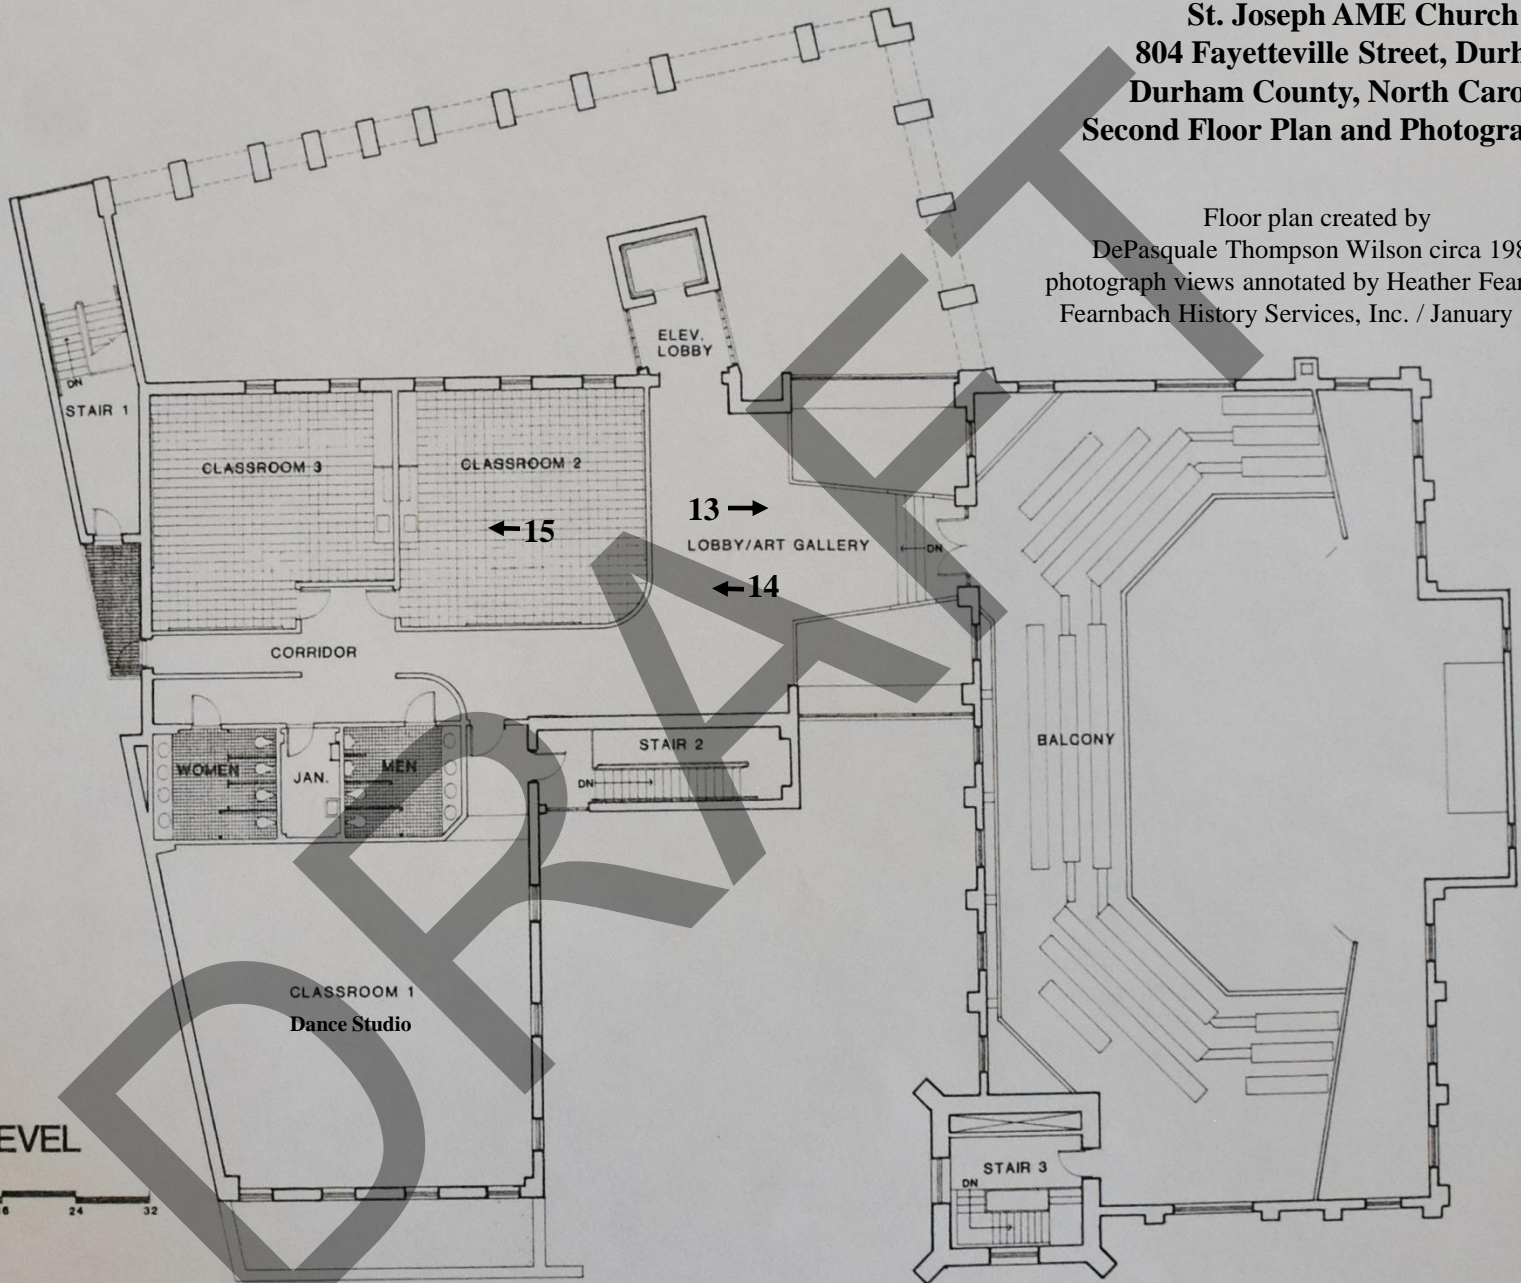 St. Joseph AME Church
804 Fayetteville Street, Durh
Durham County, North Caro
Second Floor Plan and Photogra
Floor plan created by
DePasquale Thompson Wilson circa 198
photograph views annotated by Heather Fear
Fearnbach History Services, Inc. / January
ELEV.
LOBBY
DN
STAIR 1
CLASSROOM 3
CLASSROOM 2
13
15
LOBBY/ART GALLERY
DN
14
CORRIDOR
STAIR 2
BALCONY
WOMEN
JAN.
MEN
DN
CLASSROOM 1
Dance Studio
EVEL
STAIR 3
DN
6 24 32
DRAFT